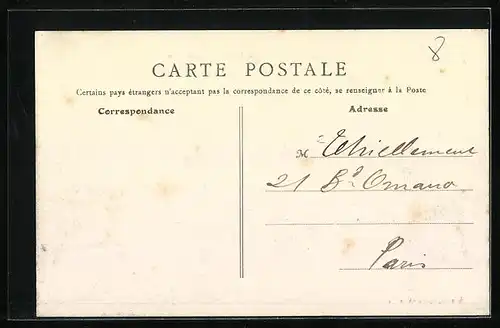 8
CARTE POSTALE
Certains pays étrangers n'acceptant pas la correspondance de ce côté, se renseigner à la Poste
Correspondance
Adresse
M Thiellement
21 Bd Ornano
Paris